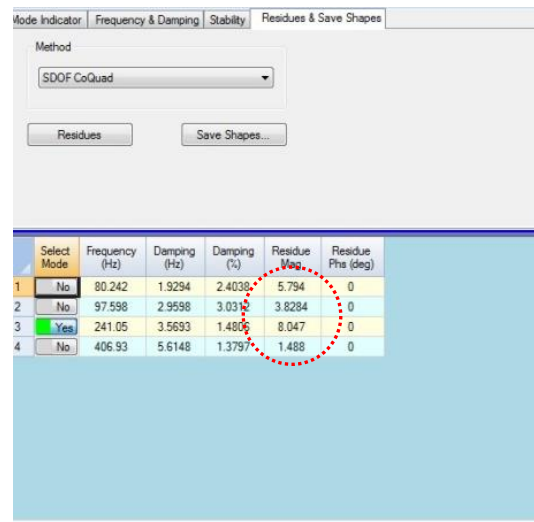 Mode Indicator Frequency & Damping Stability Residues & Save Shapes
Method
SDOF CoQuad
Residues Save Shapes...
Select Mode Frequency (Hz) Damping (Hz) Damping (%) Residue Mag Residue Phs (deg)
1 No 80.242 1.9294 2.4038 5.794 0
2 No 97.598 2.9598 3.0312 3.8284 0
3 Yes 241.05 3.5693 1.4806 8.047 0
4 No 406.93 5.6148 1.3797 1.488 0